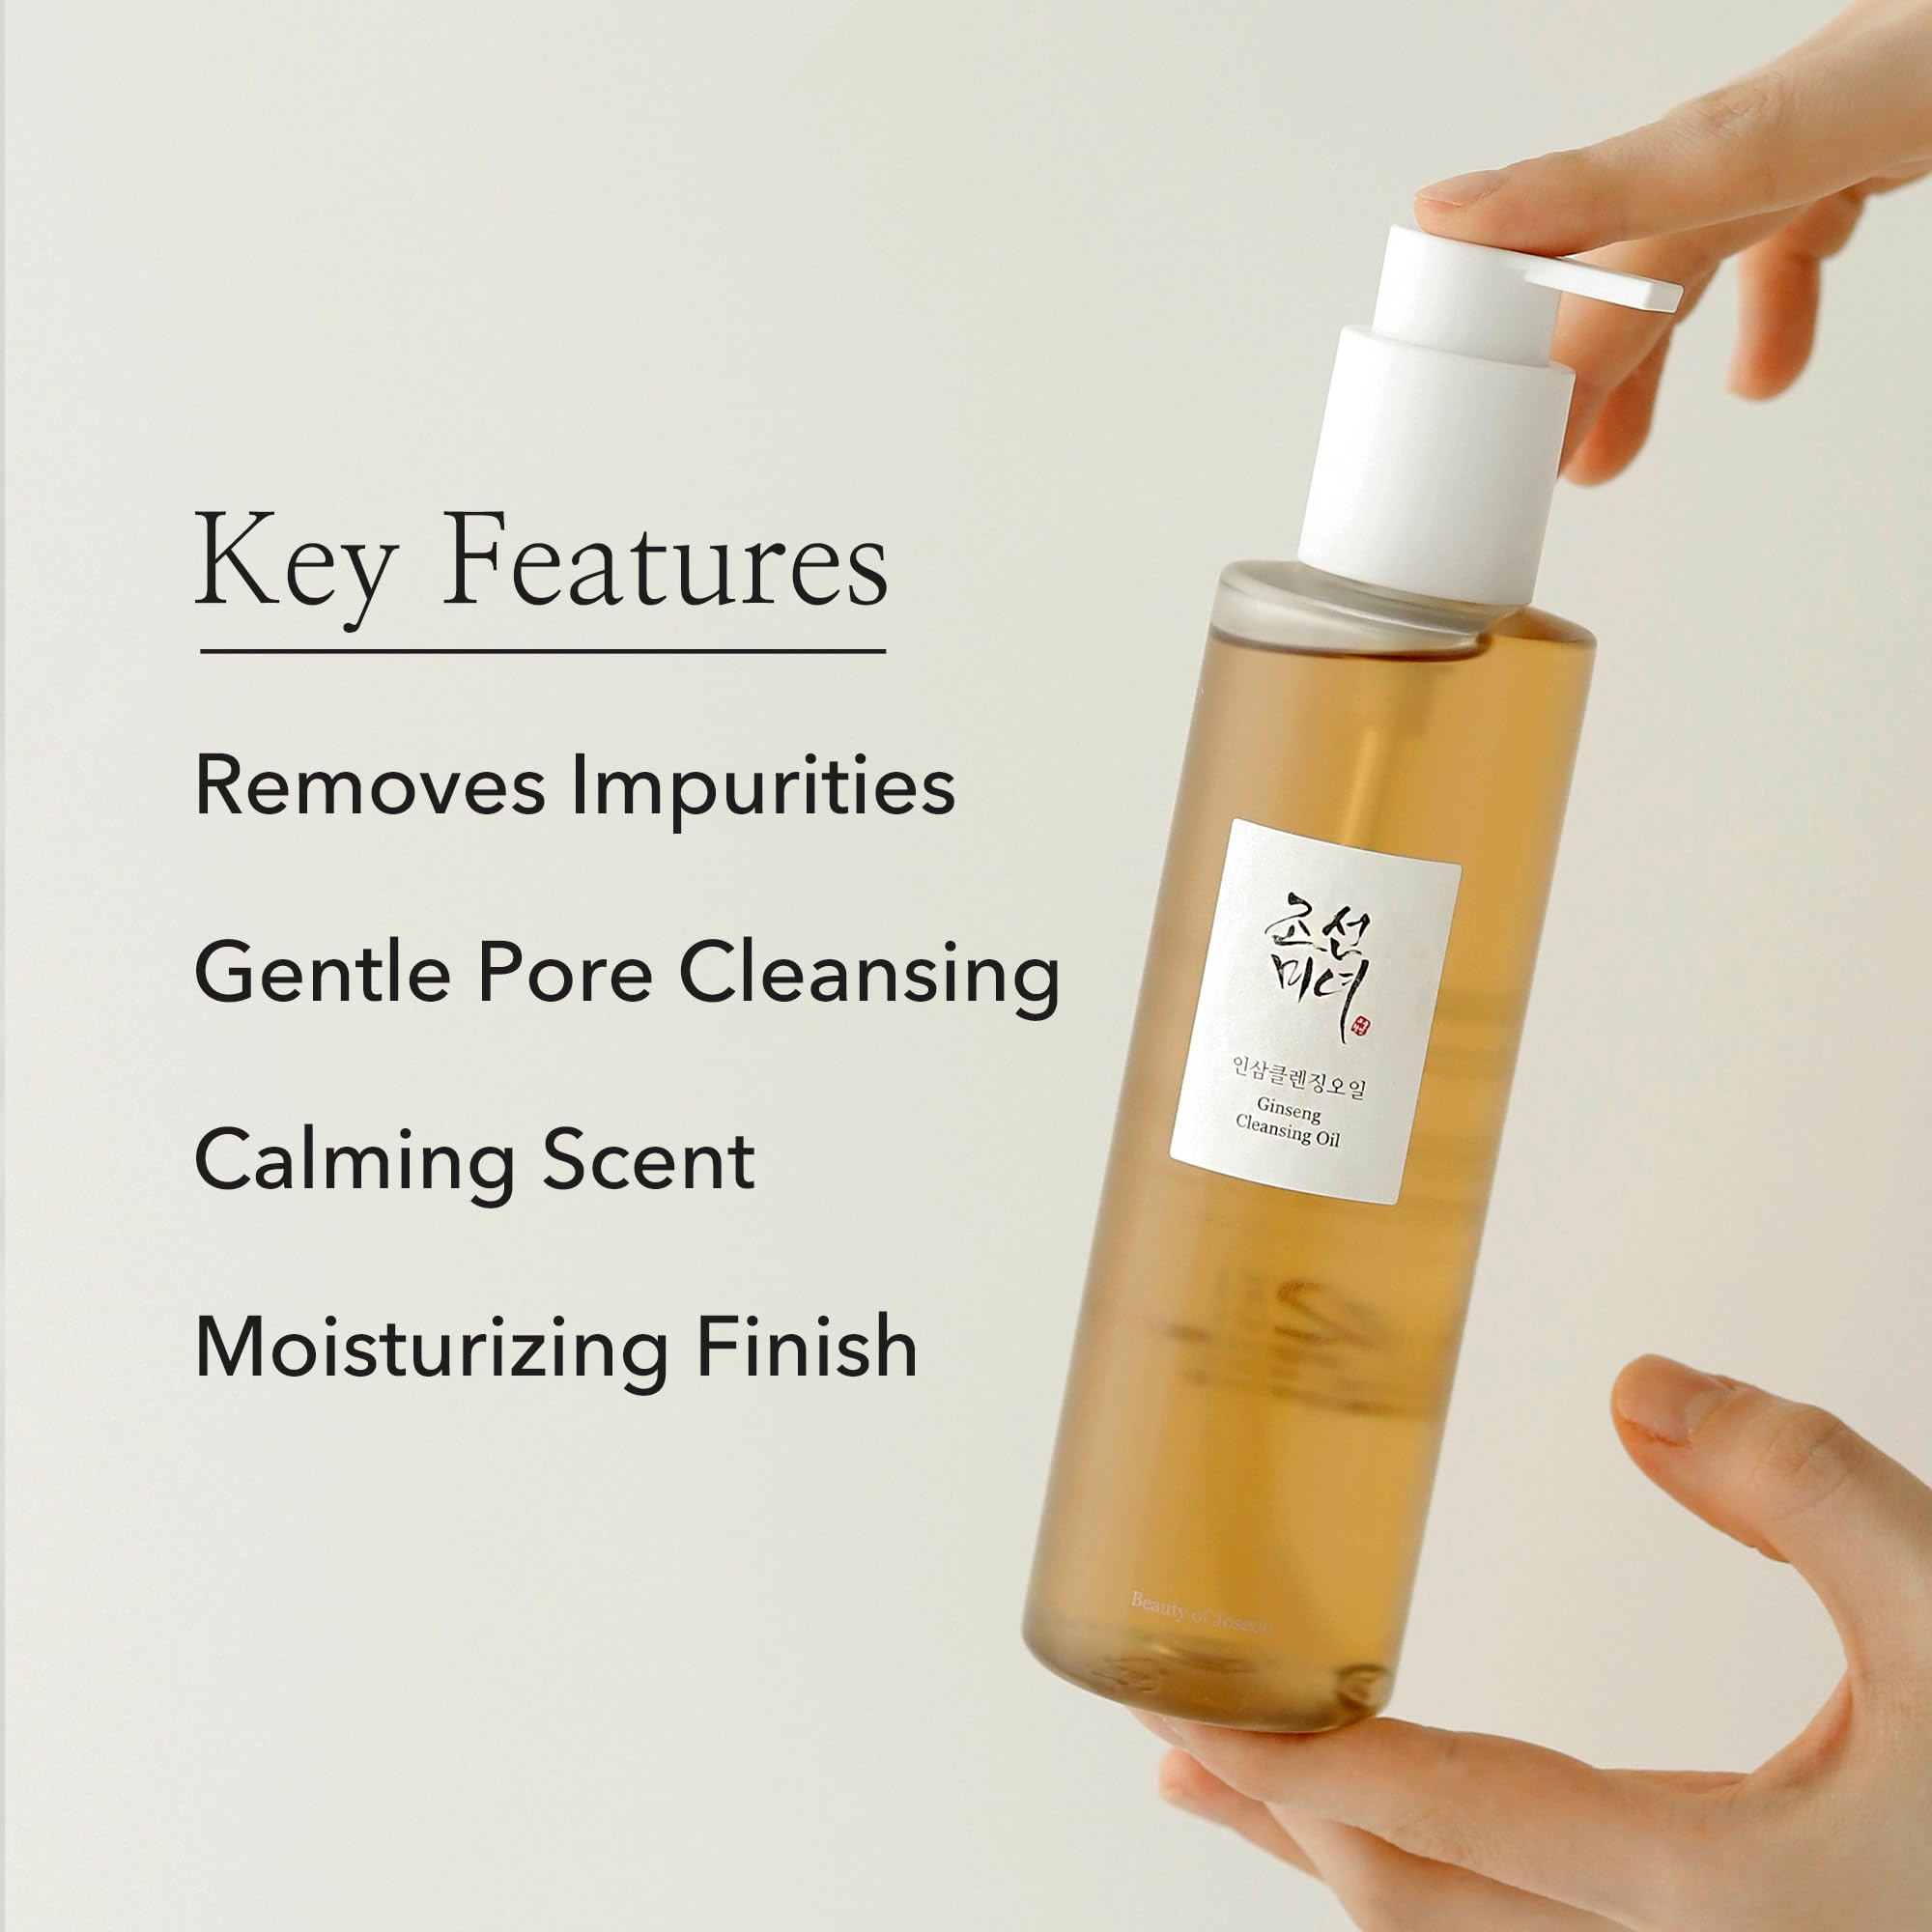 Key Features
Removes Impurities
Gentle Pore Cleansing
Calming Scent
Moisturizing Finish
조선
미녀
인삼클렌징오일
Ginseng
Cleansing Oil
Beauty of Joseon